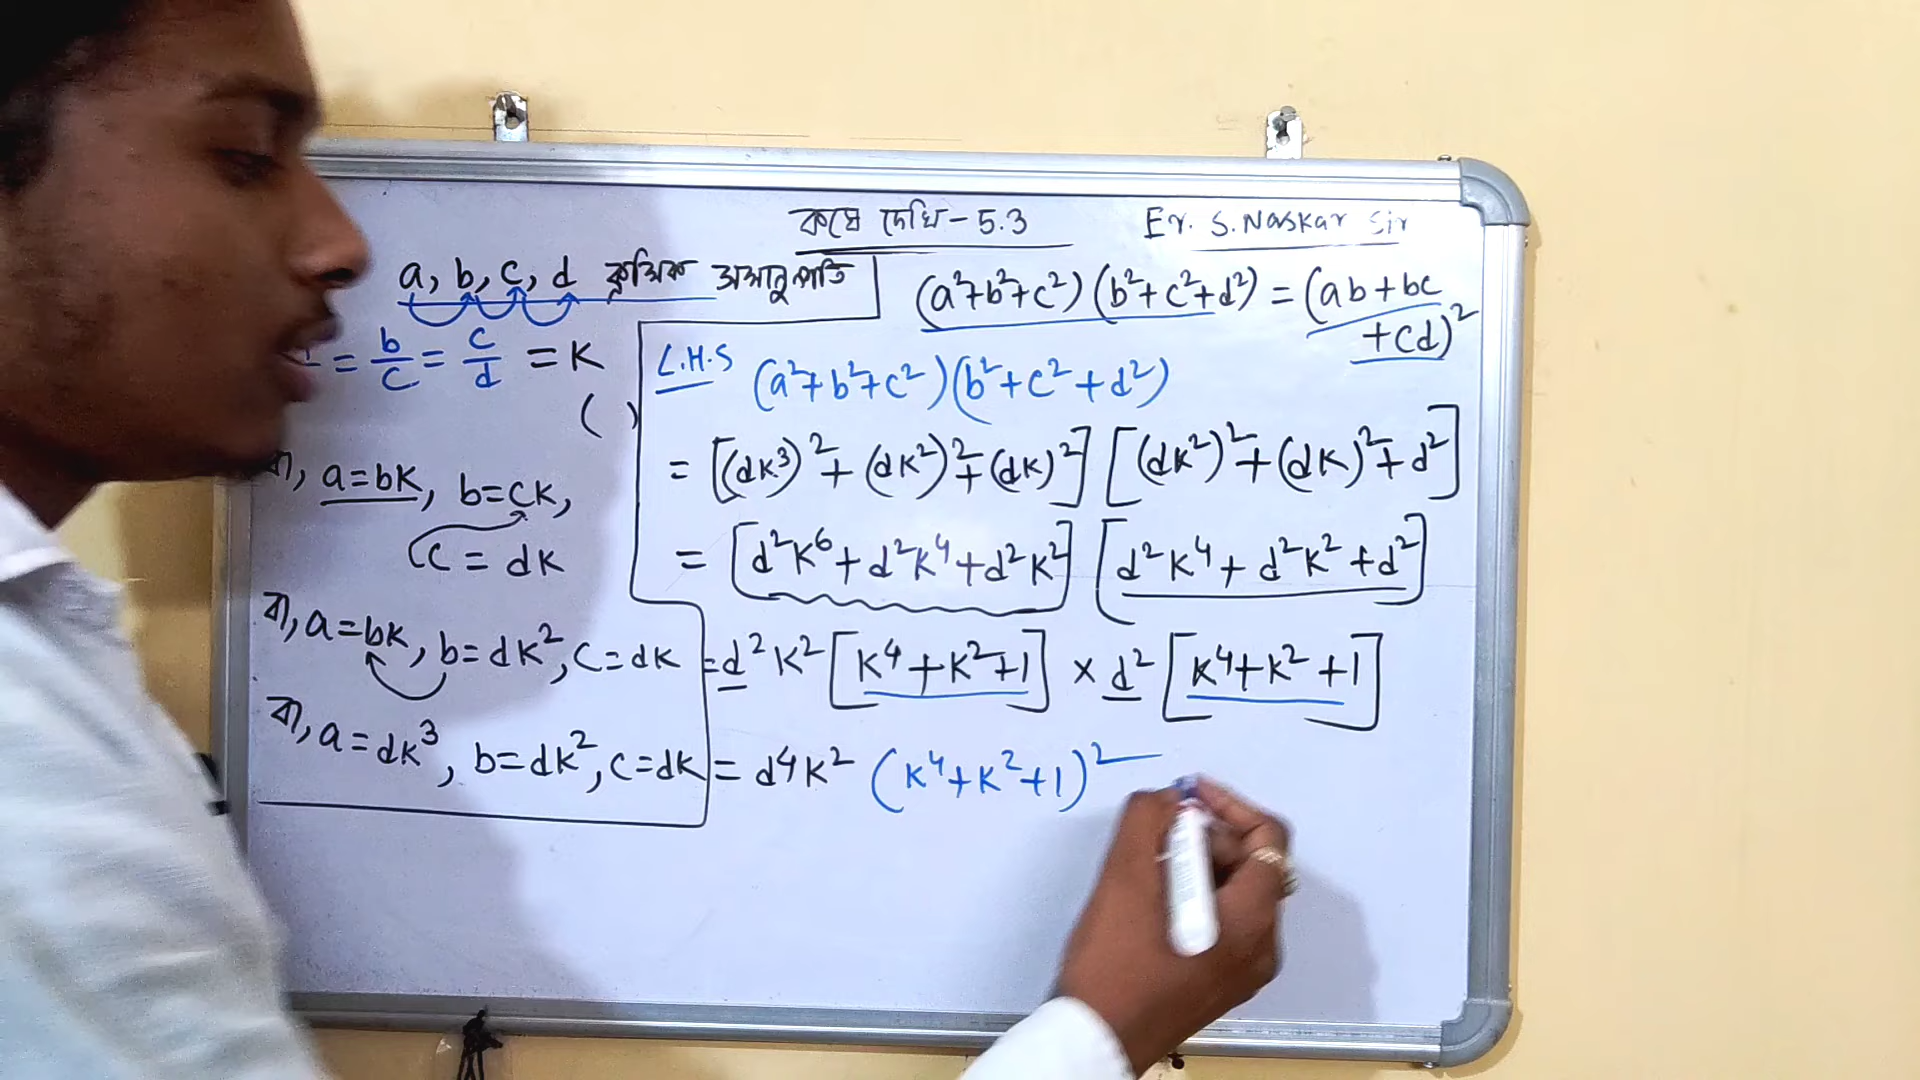 কষে দেখি - 5.3
Er. S. Naskar Sir
a, b, c, d ক্রমিক সমানুপাতি
(a²+b²+c²) (b²+c²+d²) = (ab+bc
+cd)²
= b/c = c/d = K
( )
বা, a=bK, b=cK,
c = dK
বা, a=bK, b=dK², c=dK
বা, a=dK³, b=dK², c=dK
L.H.S (a²+b²+c²)(b²+c²+d²)
= [(dK³)²+(dK²)²+(dK)²] [(dK²)²+(dK)²+d²]
= [d²K⁶+d²K⁴+d²K²] [d²K⁴+d²K²+d²]
=d²K² [K⁴+K²+1] × d² [K⁴+K²+1]
= d⁴K² (K⁴+K²+1)²